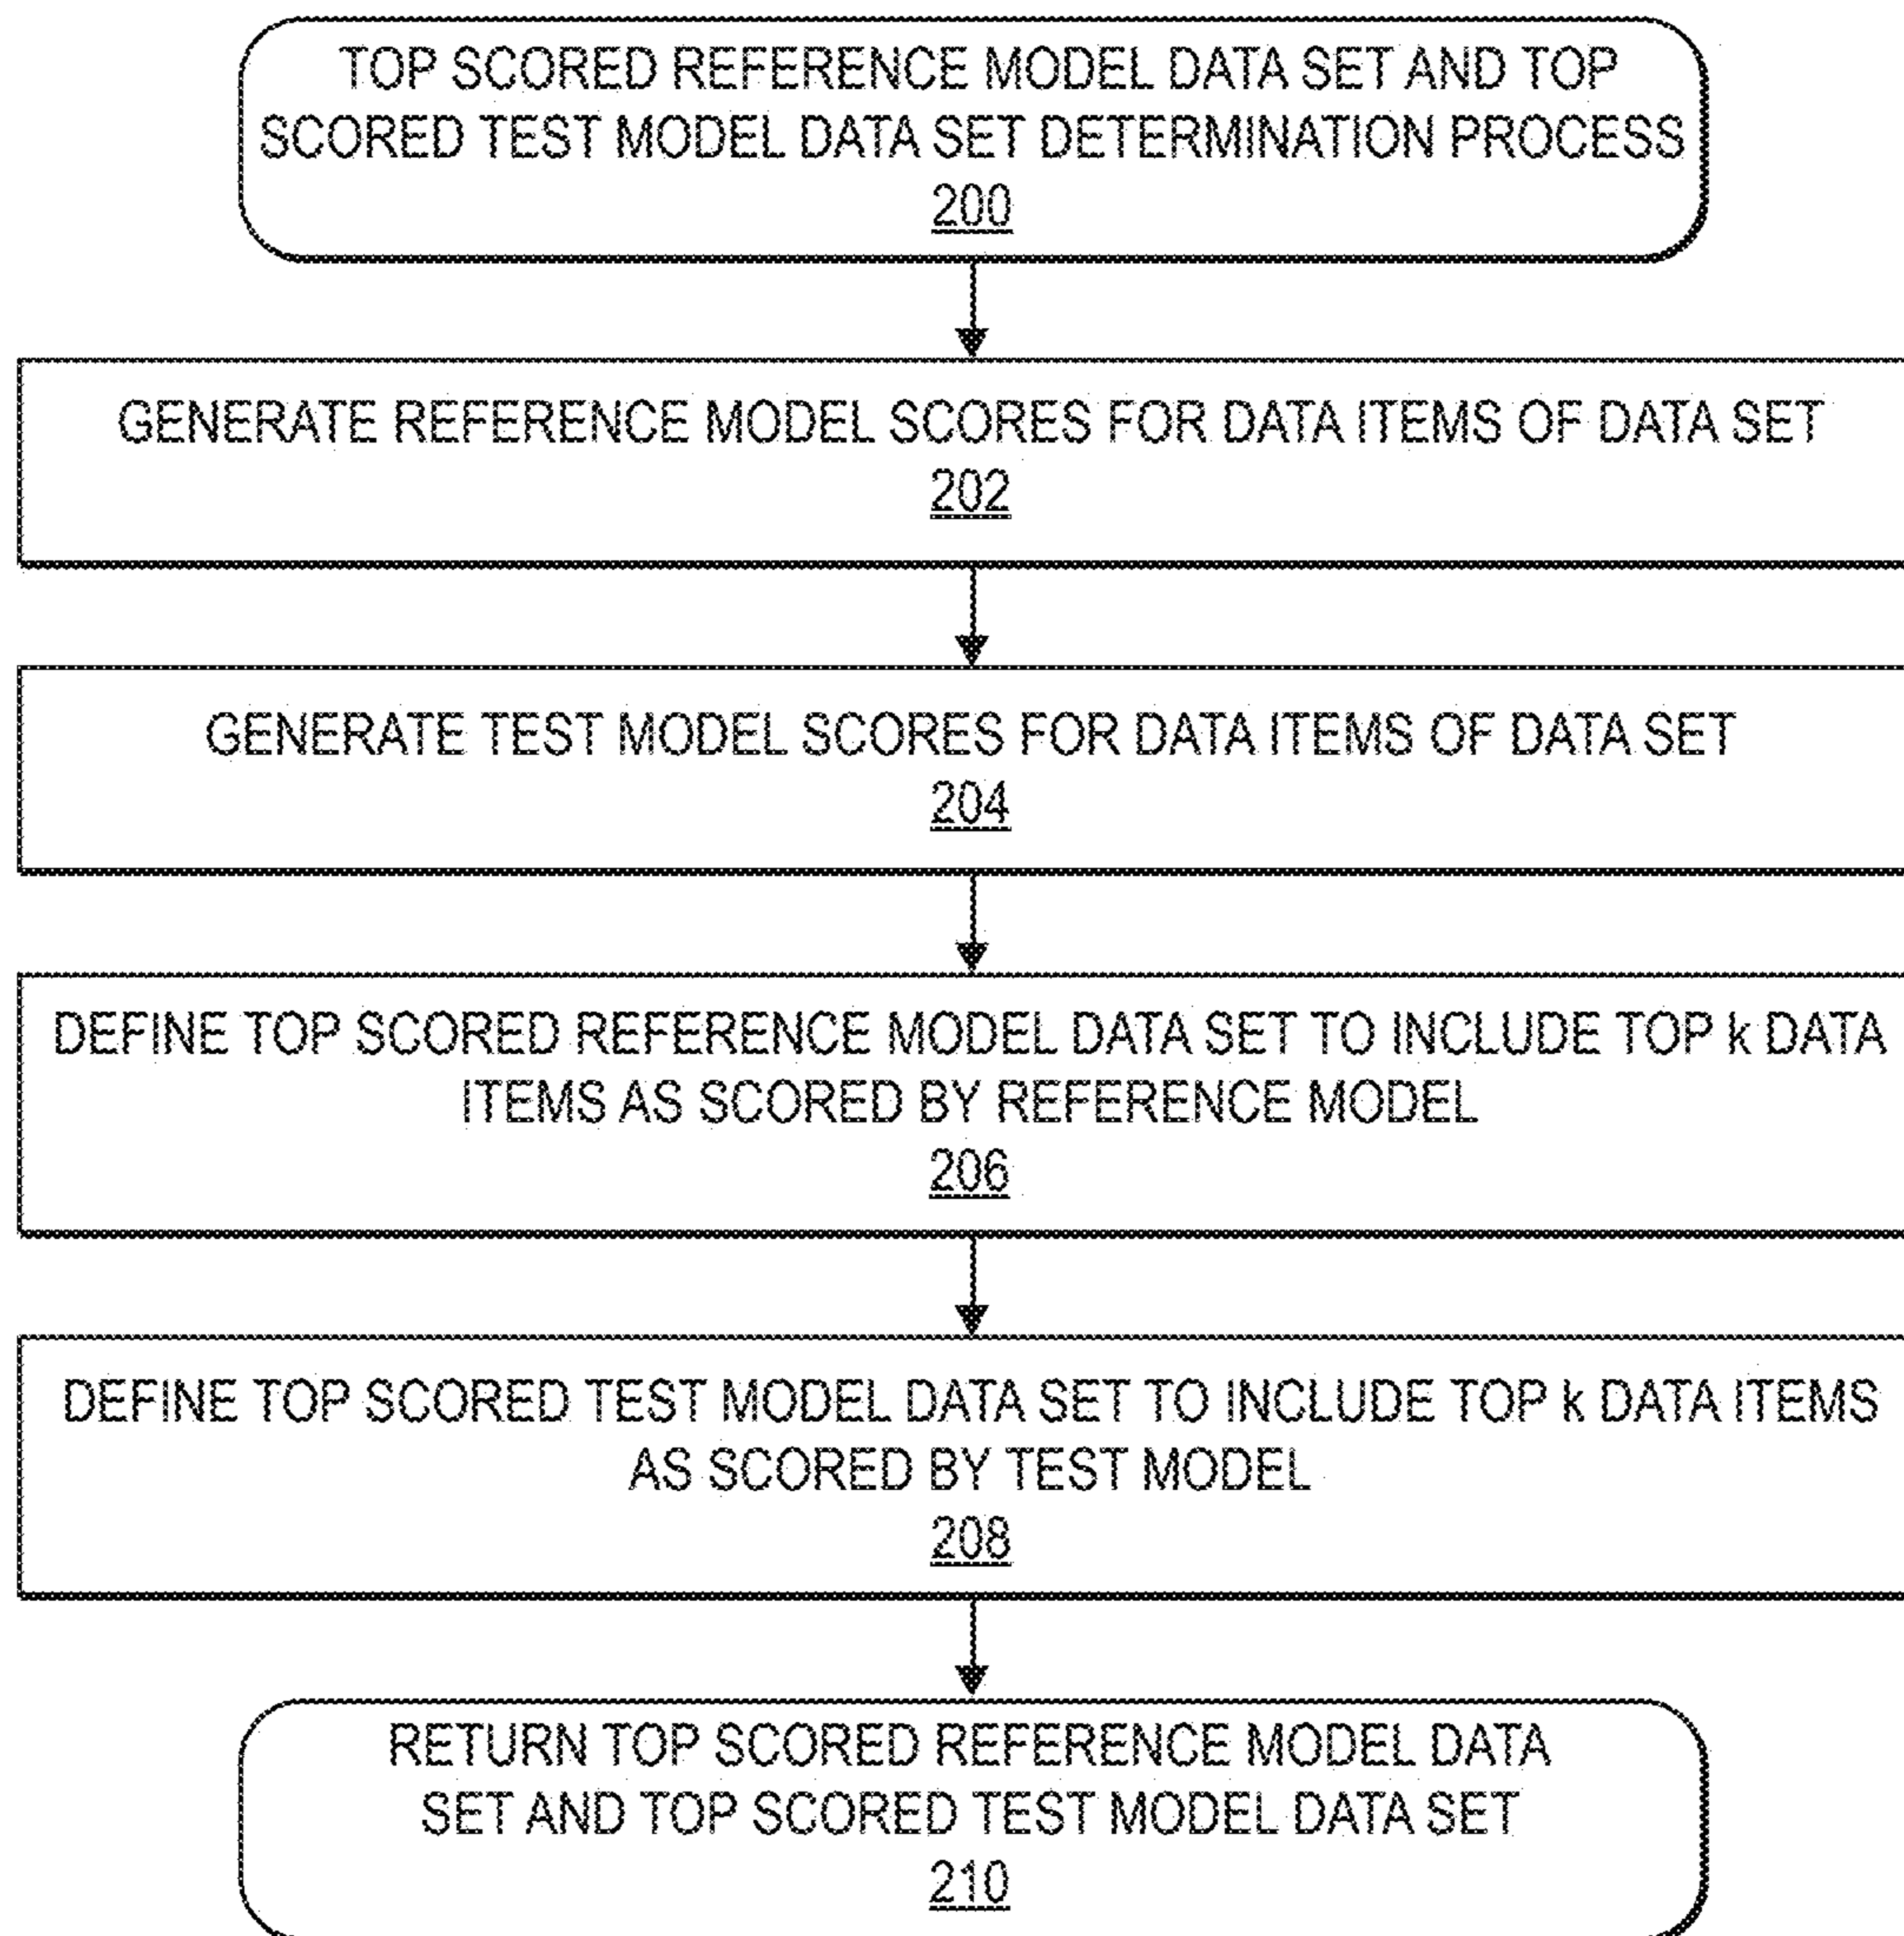 TOP SCORED REFERENCE MODEL DATA SET AND TOP
SCORED TEST MODEL DATA SET DETERMINATION PROCESS
200
GENERATE REFERENCE MODEL SCORES FOR DATA ITEMS OF DATA SET
202
GENERATE TEST MODEL SCORES FOR DATA ITEMS OF DATA SET
204
DEFINE TOP SCORED REFERENCE MODEL DATA SET TO INCLUDE TOP k DATA
ITEMS AS SCORED BY REFERENCE MODEL
206
DEFINE TOP SCORED TEST MODEL DATA SET TO INCLUDE TOP k DATA ITEMS
AS SCORED BY TEST MODEL
208
RETURN TOP SCORED REFERENCE MODEL DATA
SET AND TOP SCORED TEST MODEL DATA SET
210